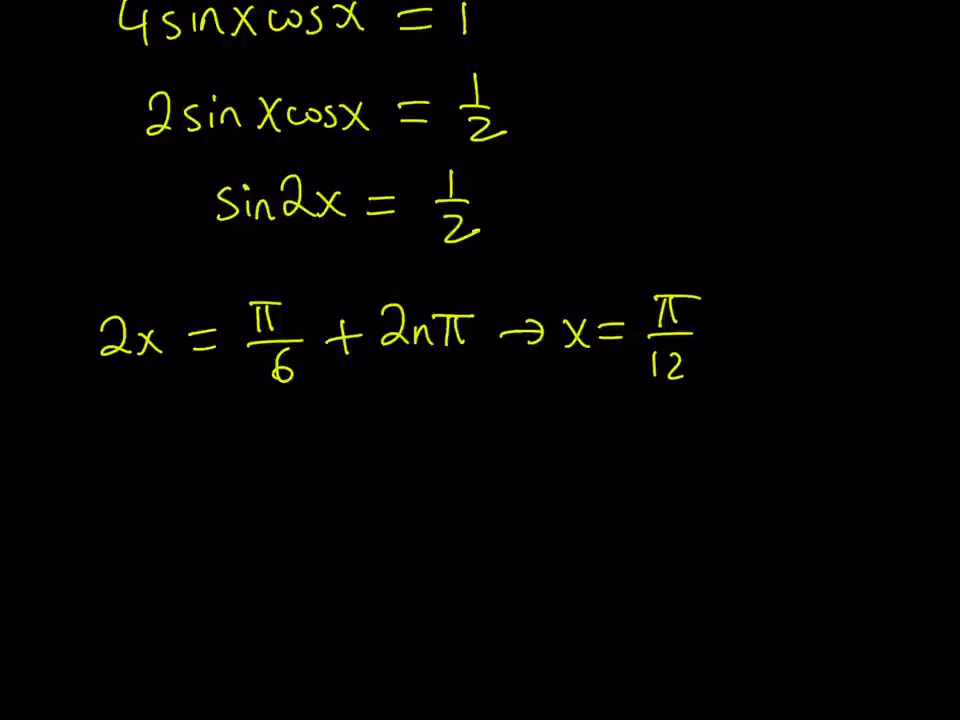 4sinxcosx = 1
2sinxcosx = 1/2
sin2x = 1/2
2x = π/6 + 2nπ → x = π/12